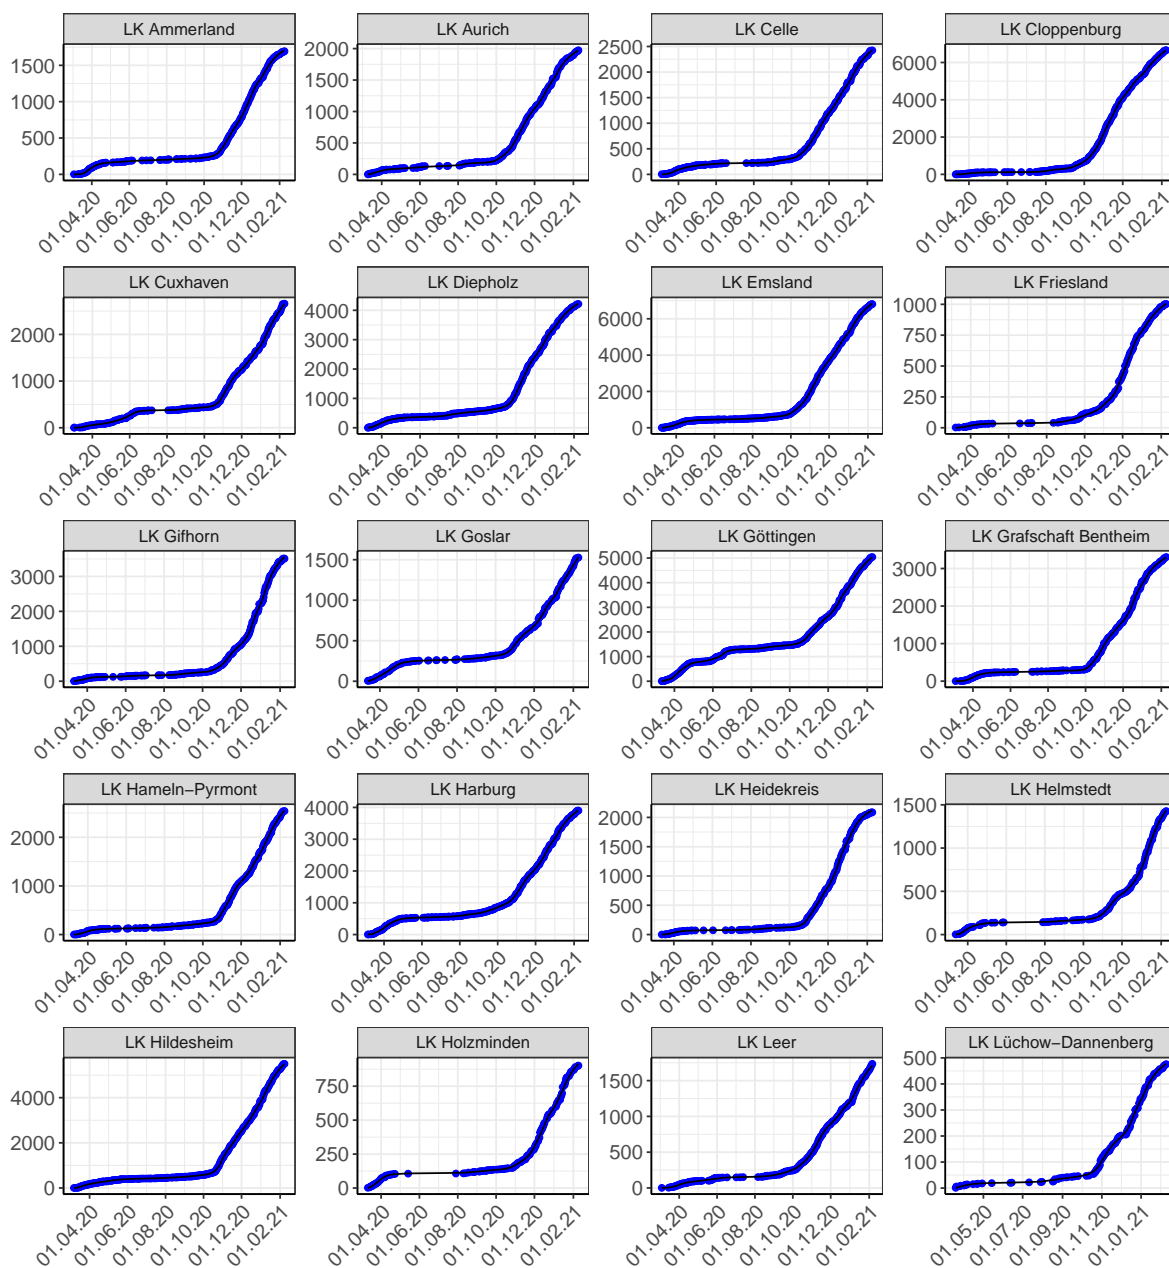 LK Ammerland
LK Aurich
LK Celle
LK Cloppenburg
1500
1000
500
0
2000
1500
1000
500
0
2500
2000
1500
1000
500
0
6000
4000
2000
0
01.04.20 01.06.20 01.08.20 01.10.20 01.12.20 01.02.21
01.04.20 01.06.20 01.08.20 01.10.20 01.12.20 01.02.21
01.04.20 01.06.20 01.08.20 01.10.20 01.12.20 01.02.21
01.04.20 01.06.20 01.08.20 01.10.20 01.12.20 01.02.21
LK Cuxhaven
LK Diepholz
LK Emsland
LK Friesland
2000
1000
0
4000
3000
2000
1000
0
6000
4000
2000
0
1000
750
500
250
0
01.04.20 01.06.20 01.08.20 01.10.20 01.12.20 01.02.21
01.04.20 01.06.20 01.08.20 01.10.20 01.12.20 01.02.21
01.04.20 01.06.20 01.08.20 01.10.20 01.12.20 01.02.21
01.04.20 01.06.20 01.08.20 01.10.20 01.12.20 01.02.21
LK Gifhorn
LK Goslar
LK Göttingen
LK Grafschaft Bentheim
3000
2000
1000
0
1500
1000
500
0
5000
4000
3000
2000
1000
0
3000
2000
1000
0
01.04.20 01.06.20 01.08.20 01.10.20 01.12.20 01.02.21
01.04.20 01.06.20 01.08.20 01.10.20 01.12.20 01.02.21
01.04.20 01.06.20 01.08.20 01.10.20 01.12.20 01.02.21
01.04.20 01.06.20 01.08.20 01.10.20 01.12.20 01.02.21
LK Hameln−Pyrmont
LK Harburg
LK Heidekreis
LK Helmstedt
2000
1000
0
4000
3000
2000
1000
0
2000
1500
1000
500
0
1500
1000
500
0
01.04.20 01.06.20 01.08.20 01.10.20 01.12.20 01.02.21
01.04.20 01.06.20 01.08.20 01.10.20 01.12.20 01.02.21
01.04.20 01.06.20 01.08.20 01.10.20 01.12.20 01.02.21
01.04.20 01.06.20 01.08.20 01.10.20 01.12.20 01.02.21
LK Hildesheim
LK Holzminden
LK Leer
LK Lüchow−Dannenberg
4000
2000
0
750
500
250
0
1500
1000
500
0
500
400
300
200
100
0
01.04.20 01.06.20 01.08.20 01.10.20 01.12.20 01.02.21
01.04.20 01.06.20 01.08.20 01.10.20 01.12.20 01.02.21
01.04.20 01.06.20 01.08.20 01.10.20 01.12.20 01.02.21
01.05.20 01.07.20 01.09.20 01.11.20 01.01.21